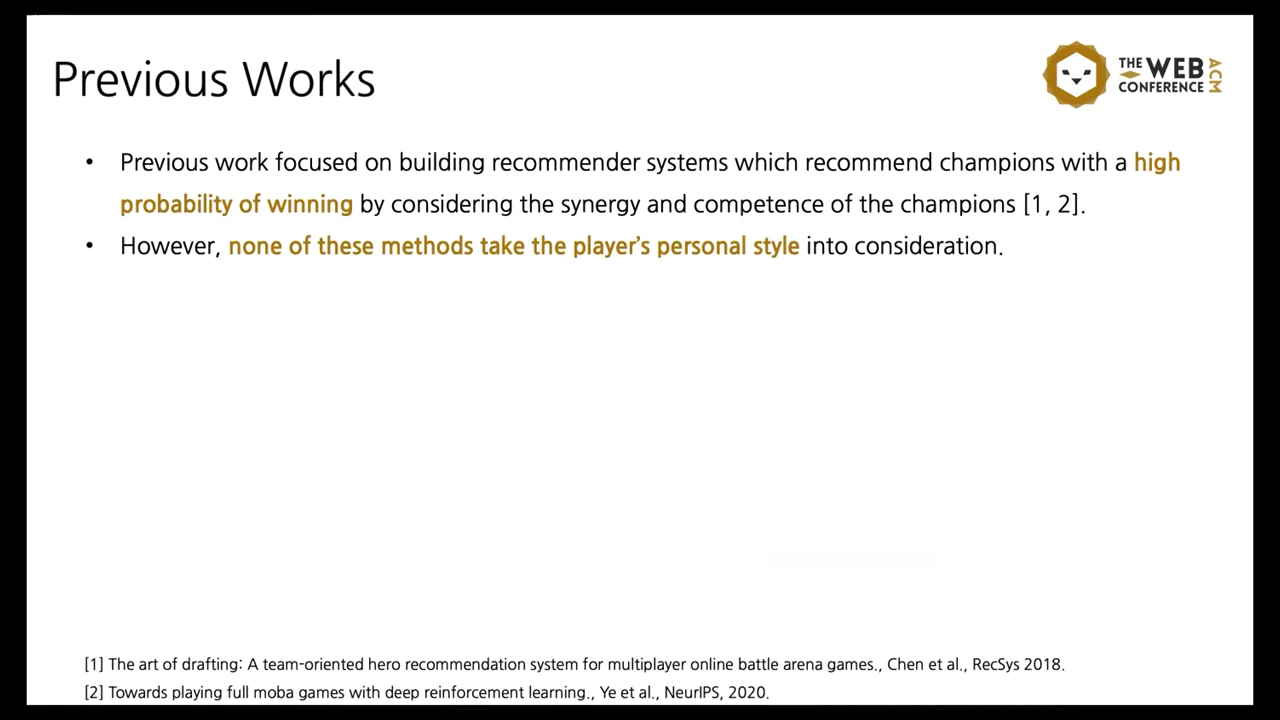 Previous Works
THE WEB CONFERENCE ACM
• Previous work focused on building recommender systems which recommend champions with a high
probability of winning by considering the synergy and competence of the champions [1, 2].
• However, none of these methods take the player's personal style into consideration.
[1] The art of drafting: A team-oriented hero recommendation system for multiplayer online battle arena games., Chen et al., RecSys 2018.
[2] Towards playing full moba games with deep reinforcement learning., Ye et al., NeurIPS, 2020.